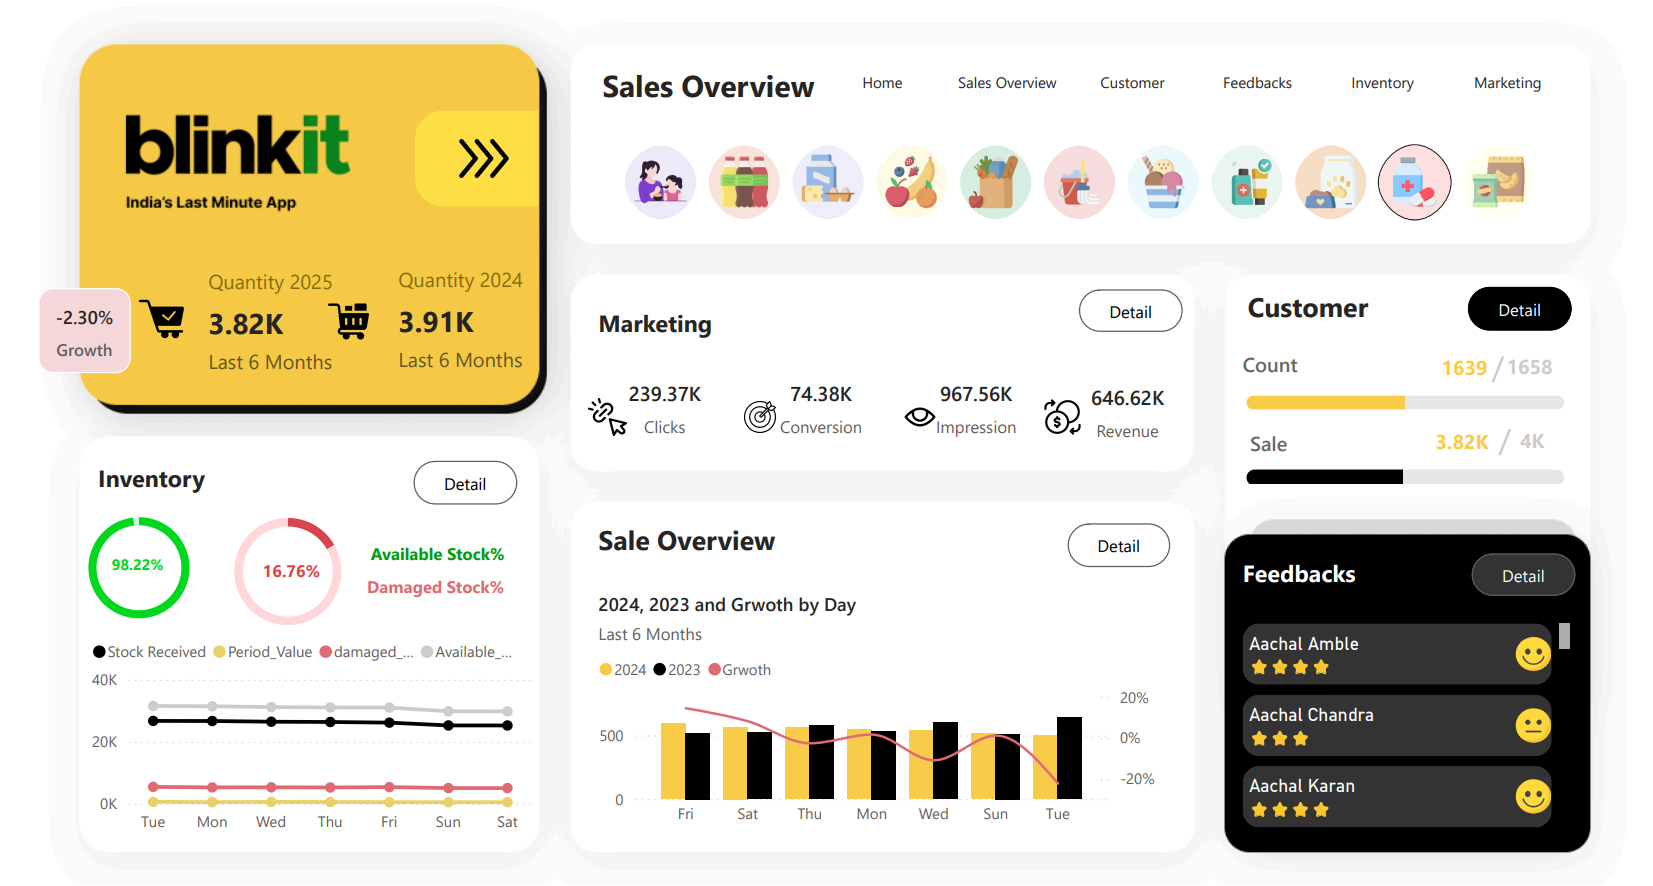 blinkit
India's Last Minute App
Quantity 2025
3.82K
Last 6 Months
Quantity 2024
3.91K
Last 6 Months
-2.30%
Growth
Sales Overview
Home
Sales Overview
Customer
Feedbacks
Inventory
Marketing
Marketing
Detail
239.37K
Clicks
74.38K
Conversion
967.56K
Impression
646.62K
Revenue
Customer
Detail
Count
1639 / 1658
Sale
3.82K / 4K
Inventory
Detail
98.22%
16.76%
Available Stock%
Damaged Stock%
Stock Received Period_Value damaged_... Available_...
40K
20K
0K
Tue Mon Wed Thu Fri Sun Sat
Sale Overview
Detail
2024, 2023 and Grwoth by Day
Last 6 Months
2024 2023 Grwoth
500
0
20%
0%
-20%
Fri Sat Thu Mon Wed Sun Tue
Feedbacks
Detail
Aachal Amble
Aachal Chandra
Aachal Karan